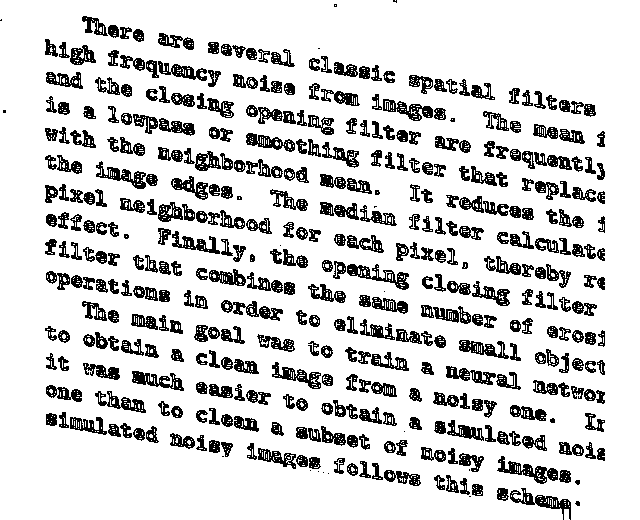 There are several classic spatial filters
high frequency noise from images. The mean f
and the closing opening filter are frequently
is a lowpass or smoothing filter that replace
with the neighborhood mean. It reduces the i
the image edges. The median filter calculate
pixel neighborhood for each pixel, thereby re
effect. Finally, the opening closing filter
filter that combines the same number of erosi
operations in order to eliminate small object
The main goal was to train a neural networ
to obtain a clean image from a noisy one. In
it was much easier to obtain a simulated nois
one than to clean a subset of noisy images.
simulated noisy images follows this scheme.